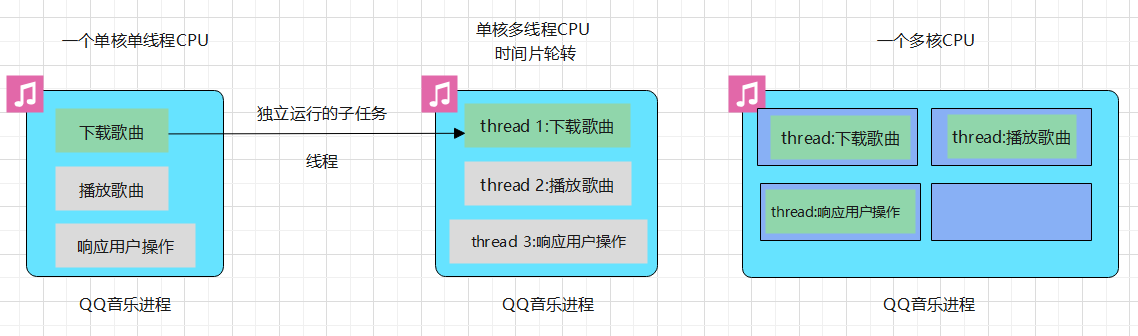 一个单核单线程CPU
下载歌曲
播放歌曲
响应用户操作
QQ音乐进程
独立运行的子任务
线程
单核多线程CPU
时间片轮转
thread 1:下载歌曲
thread 2:播放歌曲
thread 3:响应用户操作
QQ音乐进程
一个多核CPU
thread:下载歌曲
thread:播放歌曲
thread:响应用户操作
QQ音乐进程